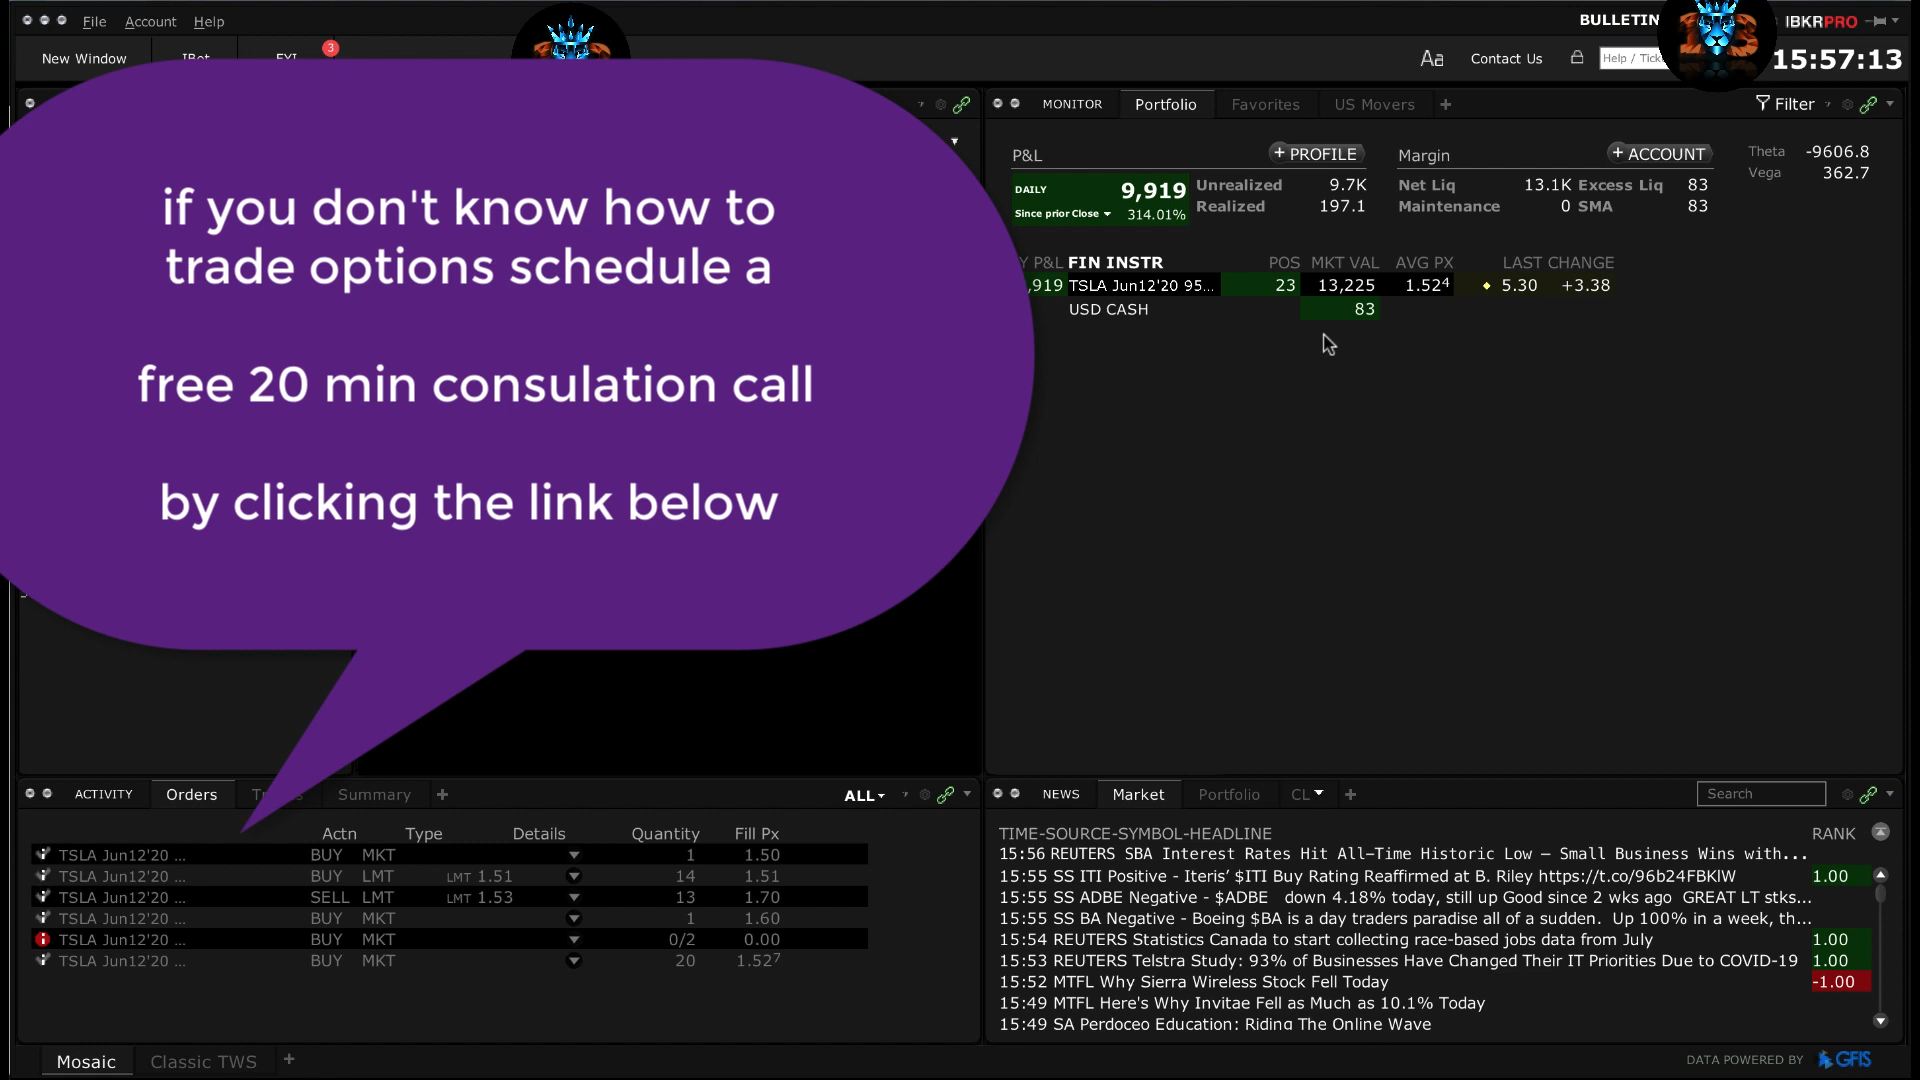 File Account Help
BULLETIN IBKRPRO
New Window IBot FYI 3
Aa Contact Us Help / 15:57:13
MONITOR Portfolio Favorites US Movers +
Filter
if you don't know how to
trade options schedule a
free 20 min consulation call
by clicking the link below
P&L + PROFILE Margin + ACCOUNT Theta -9606.8
Vega 362.7
DAILY 9,919 Unrealized 9.7K Net Liq 13.1K Excess Liq 83
Since prior Close 314.01% Realized 197.1 Maintenance 0 SMA 83
P&L FIN INSTR POS MKT VAL AVG PX LAST CHANGE
,919 TSLA Jun12'20 95... 23 13,225 1.52⁴ 5.30 +3.38
USD CASH 83
ACTIVITY Orders Summary + ALL
Actn Type Details Quantity Fill Px
TSLA Jun12'20 ... BUY MKT 1 1.50
TSLA Jun12'20 ... BUY LMT LMT 1.51 14 1.51
TSLA Jun12'20 ... SELL LMT LMT 1.53 13 1.70
TSLA Jun12'20 ... BUY MKT 1 1.60
TSLA Jun12'20 ... BUY MKT 0/2 0.00
TSLA Jun12'20 ... BUY MKT 20 1.52⁷
NEWS Market Portfolio CL + Search
TIME-SOURCE-SYMBOL-HEADLINE RANK
15:56 REUTERS SBA Interest Rates Hit All-Time Historic Low – Small Business Wins with...
15:55 SS ITI Positive - Iteris' $ITI Buy Rating Reaffirmed at B. Riley https://t.co/96b24FBKlW 1.00
15:55 SS ADBE Negative - $ADBE down 4.18% today, still up Good since 2 wks ago GREAT LT stks...
15:55 SS BA Negative - Boeing $BA is a day traders paradise all of a sudden. Up 100% in a week, th...
15:54 REUTERS Statistics Canada to start collecting race-based jobs data from July 1.00
15:53 REUTERS Telstra Study: 93% of Businesses Have Changed Their IT Priorities Due to COVID-19 1.00
15:52 MTFL Why Sierra Wireless Stock Fell Today -1.00
15:49 MTFL Here's Why Invitae Fell as Much as 10.1% Today
15:49 SA Perdoceo Education: Riding The Online Wave
Mosaic Classic TWS +
DATA POWERED BY GFIS